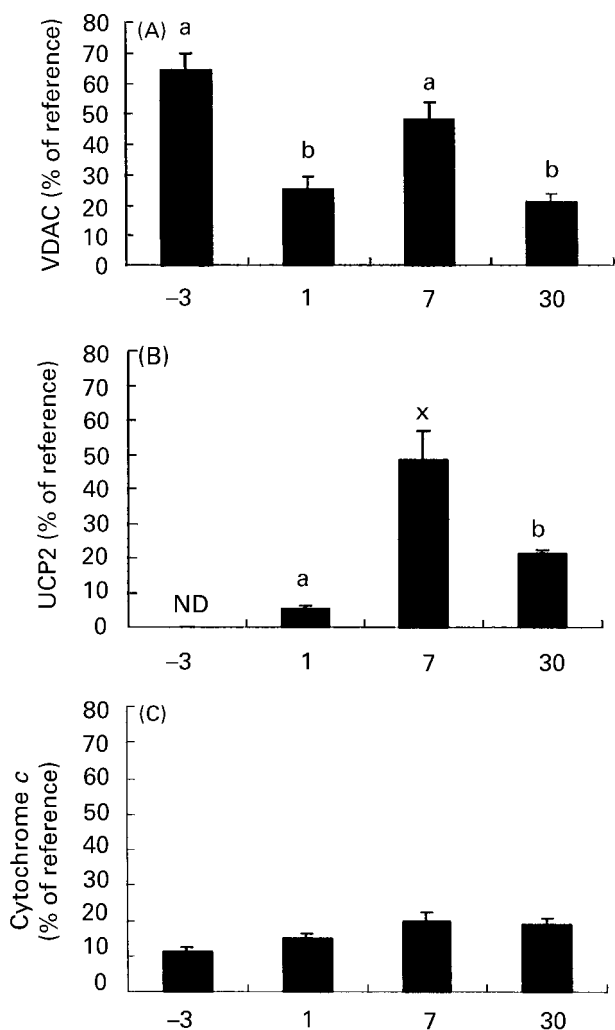 (A)
VDAC (% of reference)
80
70
60
50
40
30
20
10
0
a
b
a
b
–3 1 7 30
(B)
UCP2 (% of reference)
80
70
60
50
40
30
20
10
0
ND
a
x
b
–3 1 7 30
(C)
Cytochrome c
(% of reference)
80
70
60
50
40
30
20
10
0
–3 1 7 30